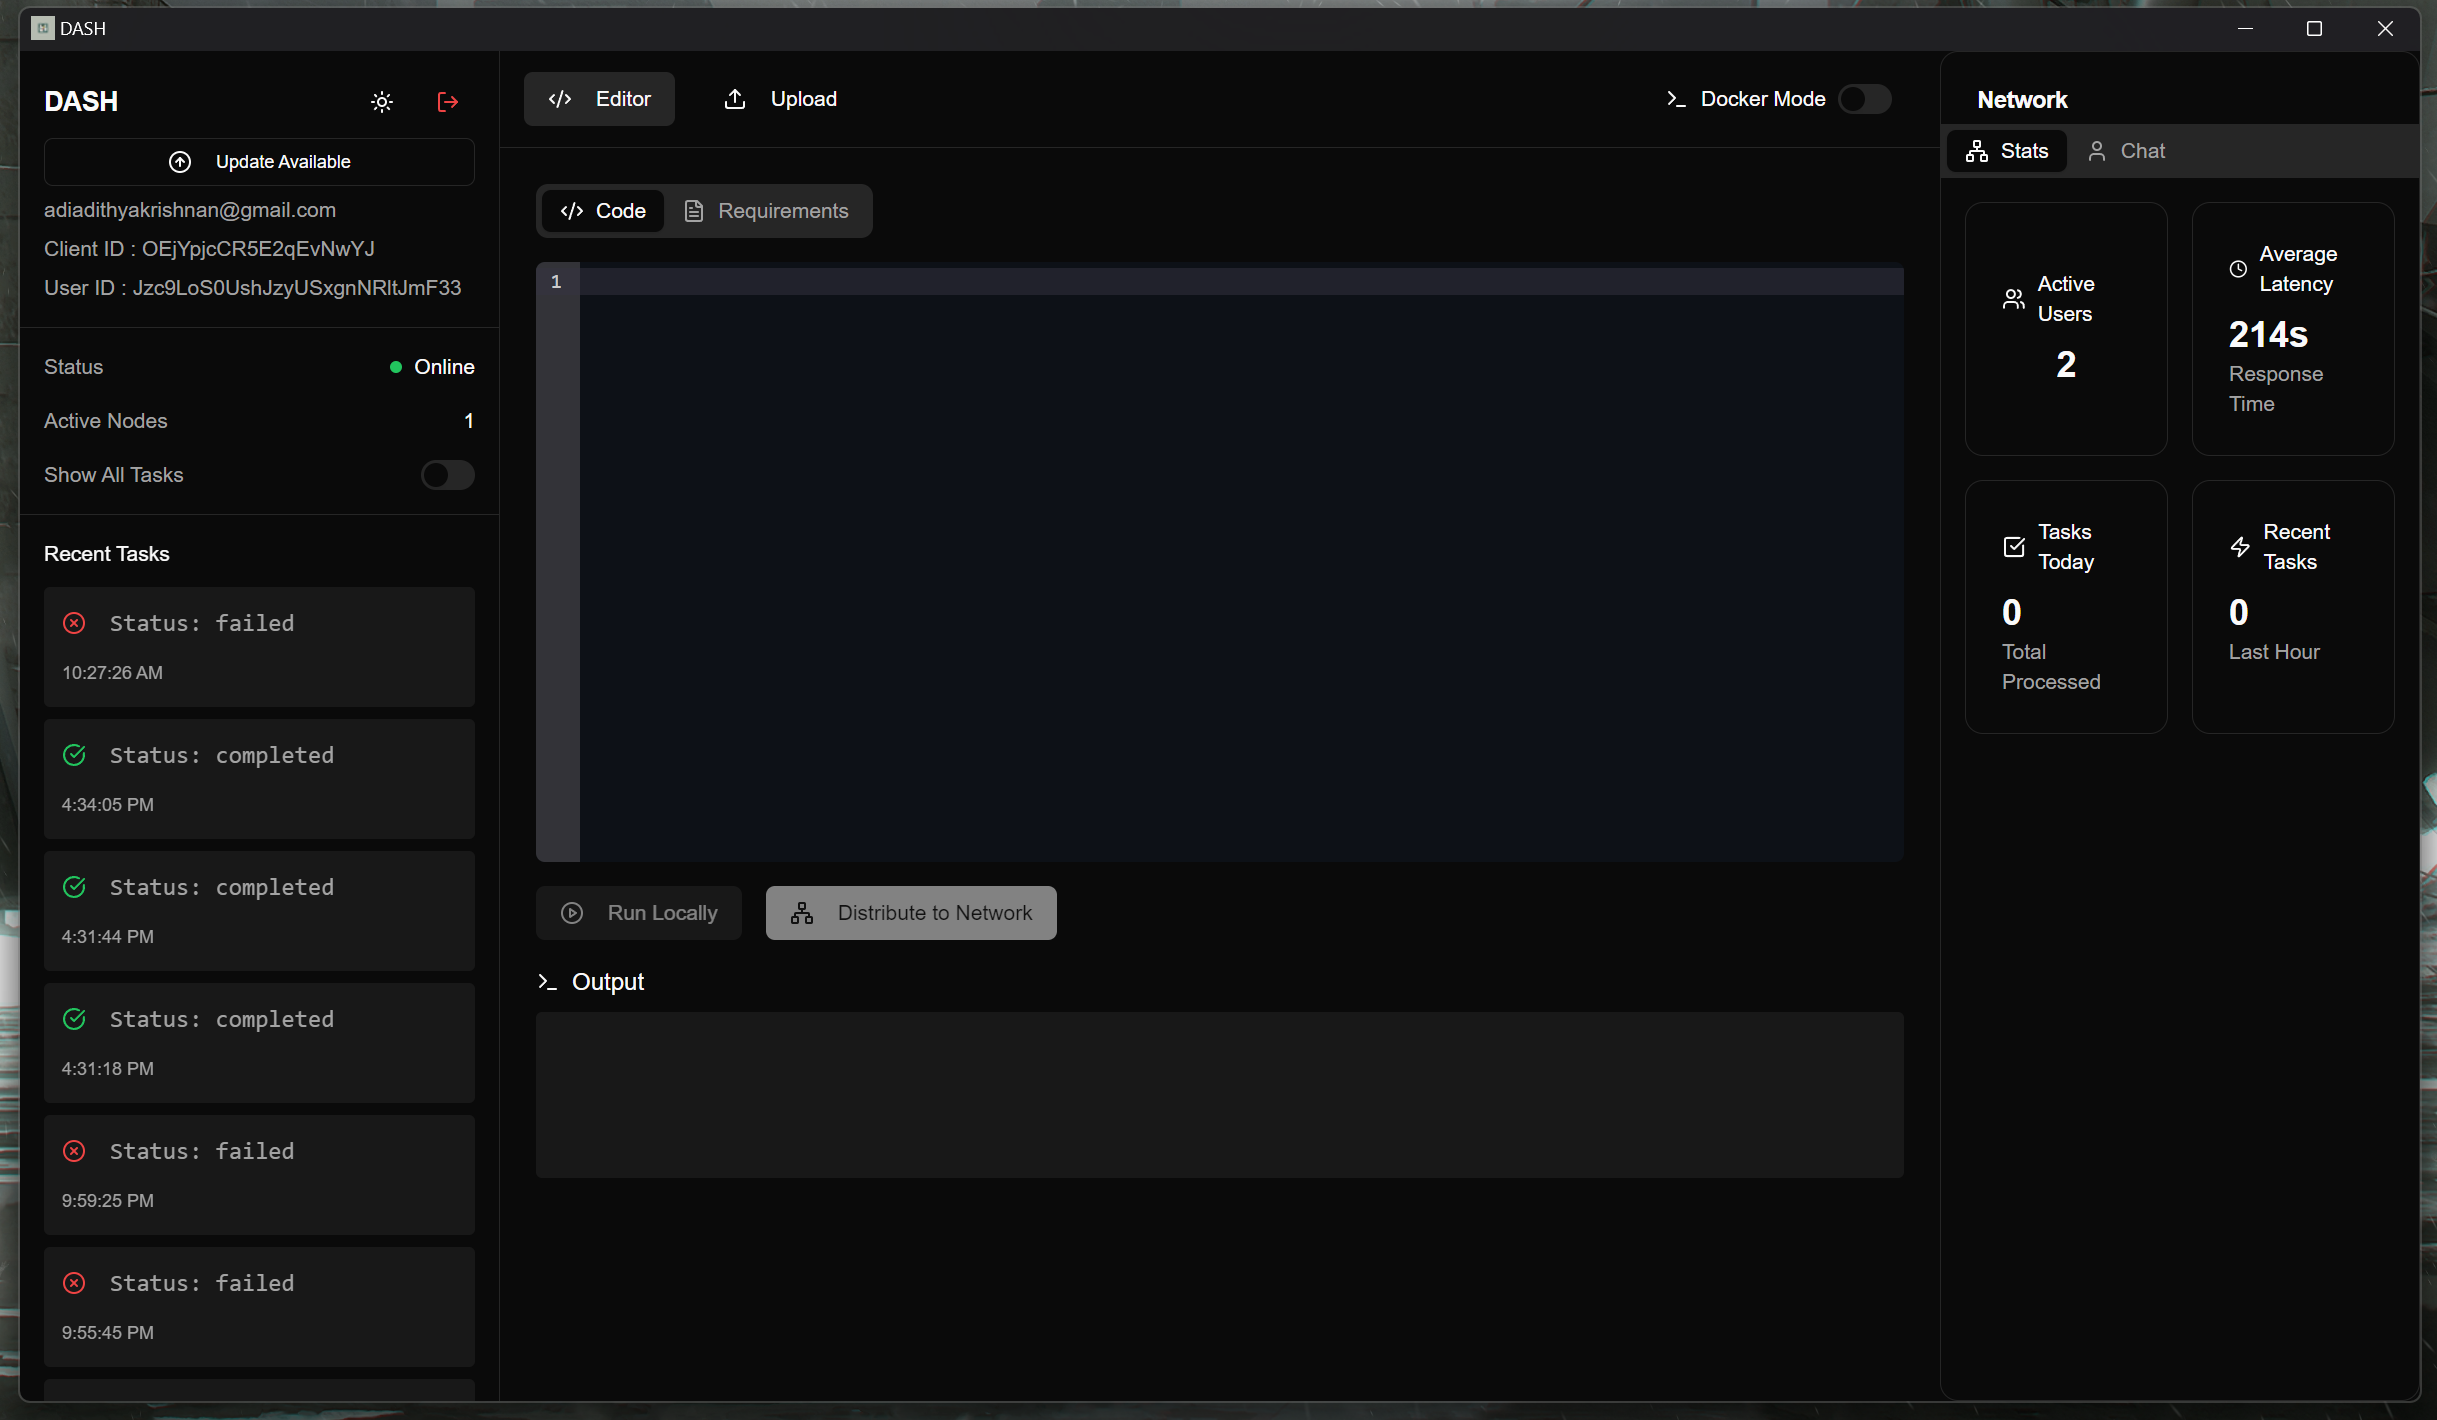 DASH
DASH
Update Available
adiadithyakrishnan@gmail.com
Client ID : OEjYpjcCR5E2qEvNwYJ
User ID : Jzc9LoS0UshJzyUSxgnNRltJmF33
Status
Online
Active Nodes
1
Show All Tasks
Recent Tasks
Status: failed
10:27:26 AM
Status: completed
4:34:05 PM
Status: completed
4:31:44 PM
Status: completed
4:31:18 PM
Status: failed
9:59:25 PM
Status: failed
9:55:45 PM
Editor
Upload
Docker Mode
Code
Requirements
1
Run Locally
Distribute to Network
Output
Network
Stats
Chat
Active
Users
2
Average
Latency
214s
Response
Time
Tasks
Today
0
Total
Processed
Recent
Tasks
0
Last Hour